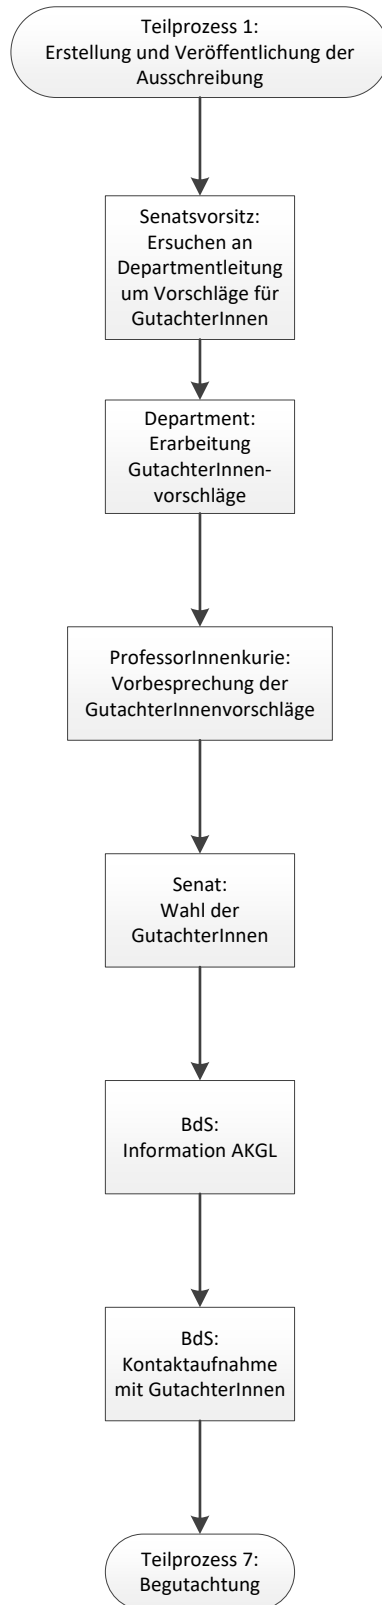 Teilprozess 1:
Erstellung und Veröffentlichung der
Ausschreibung
Senatsvorsitz:
Ersuchen an
Departmentleitung
um Vorschläge für
GutachterInnen
Department:
Erarbeitung
GutachterInnen-
vorschläge
ProfessorInnenkurie:
Vorbesprechung der
GutachterInnenvorschläge
Senat:
Wahl der
GutachterInnen
BdS:
Information AKGL
BdS:
Kontaktaufnahme
mit GutachterInnen
Teilprozess 7:
Begutachtung